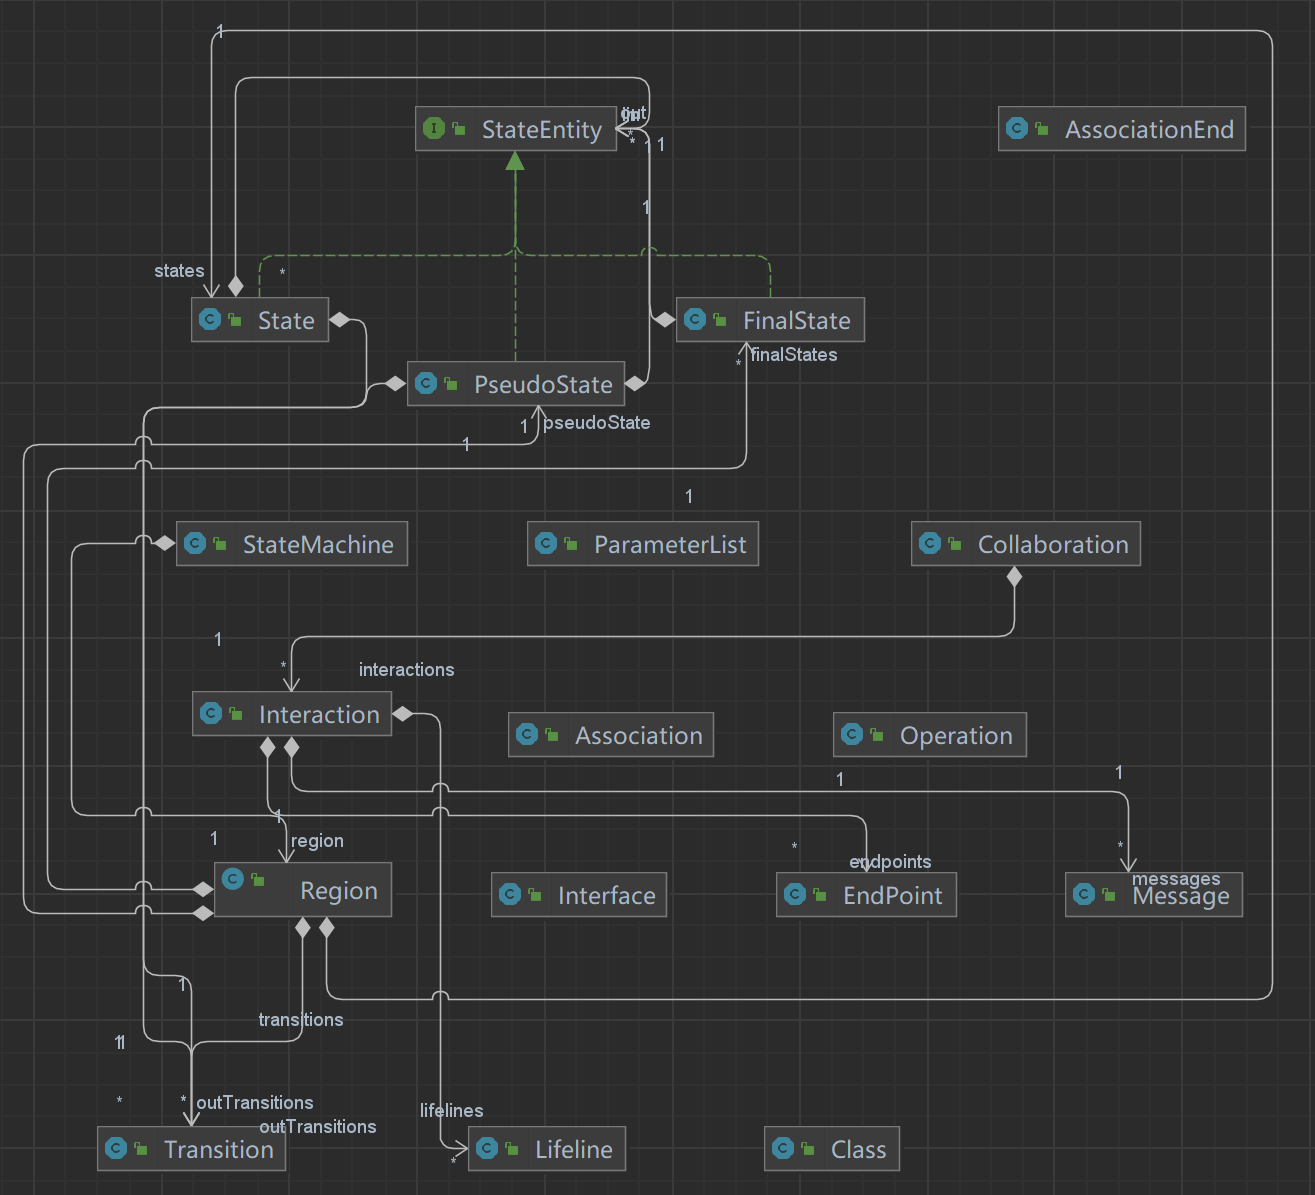 1
out
StateEntity
AssociationEnd
*
*
1
1
states
*
State
FinalState
finalStates
*
PseudoState
1
pseudoState
1
1
StateMachine
ParameterList
Collaboration
1
*
interactions
Interaction
Association
Operation
1
1
1
1
region
*
*
endpoints
messages
Region
Interface
EndPoint
Message
1
transitions
11
*
*
outTransitions
lifelines
outTransitions
Transition
Lifeline
Class
*